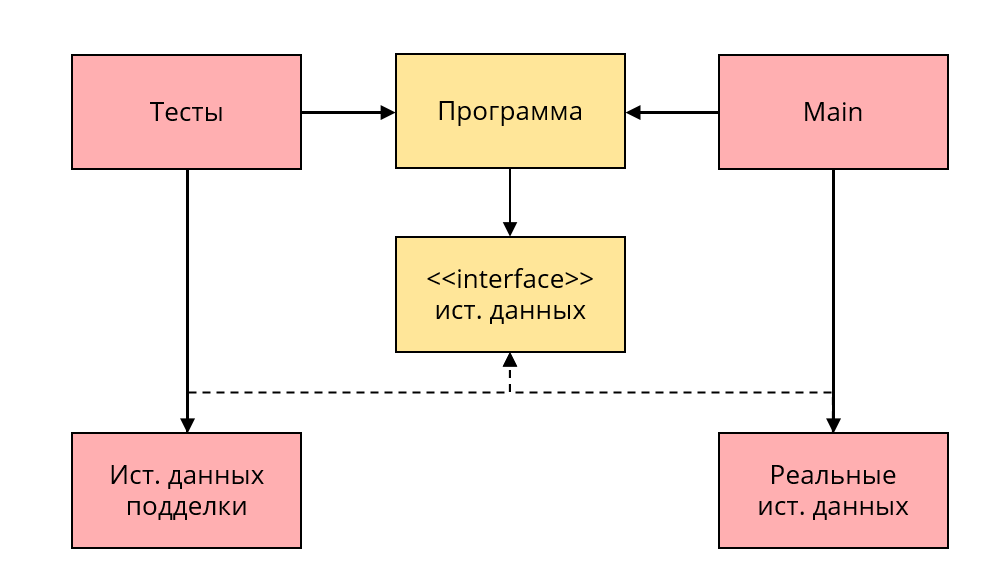 Тесты
Программа
Main
<<interface>>
ист. данных
Ист. данных
подделки
Реальные
ист. данных